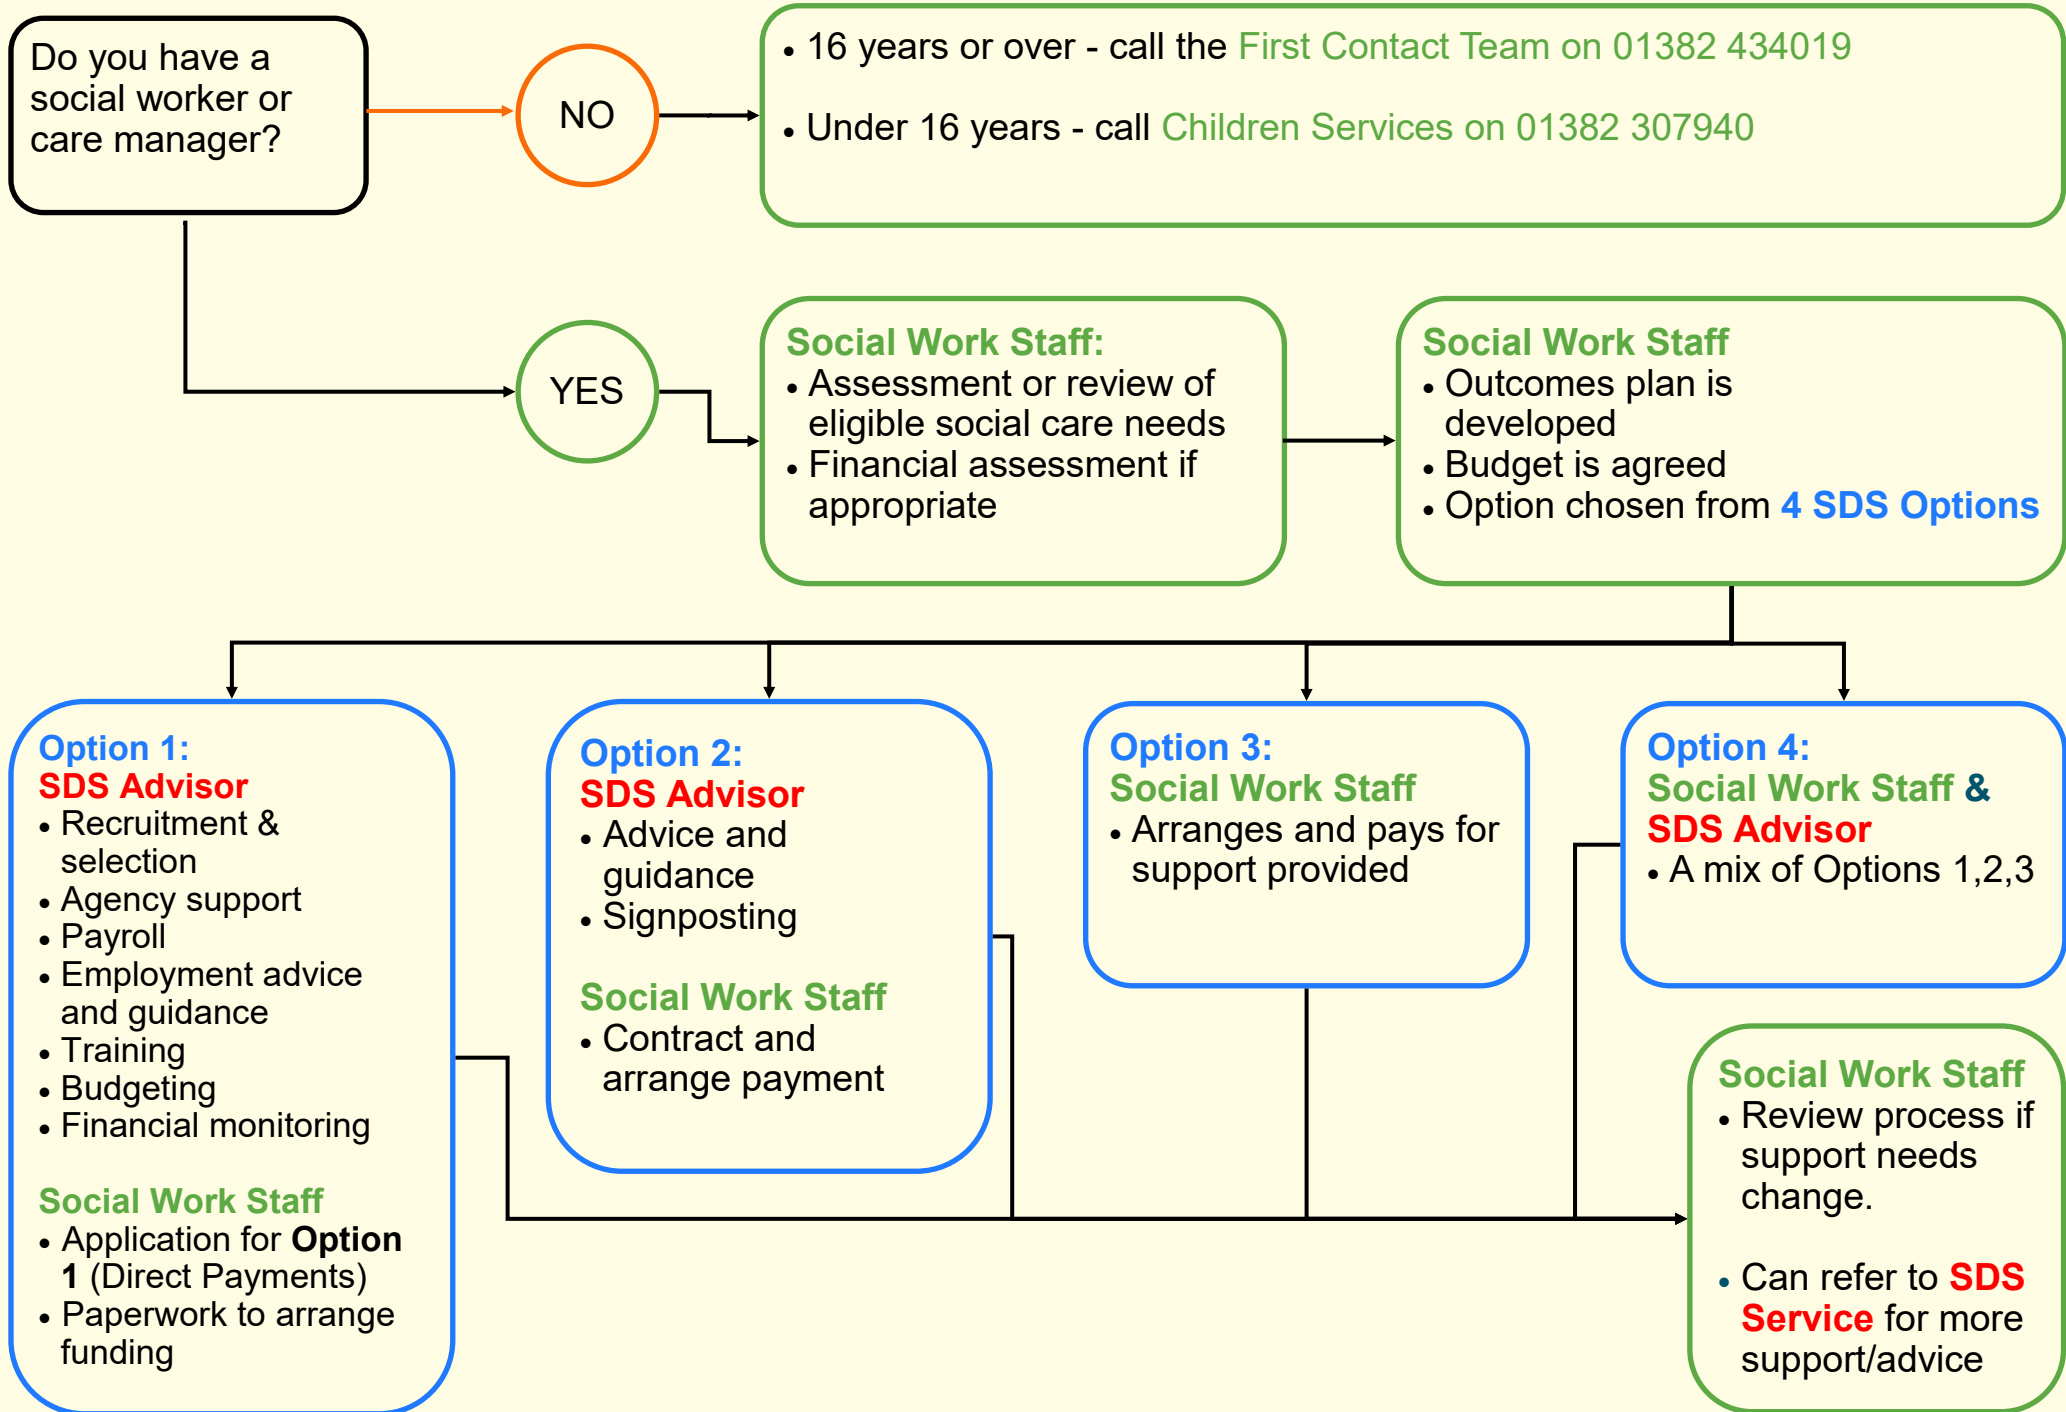 Do you have a
social worker or
care manager?
NO
• 16 years or over - call the First Contact Team on 01382 434019
• Under 16 years - call Children Services on 01382 307940
YES
Social Work Staff:
• Assessment or review of
eligible social care needs
• Financial assessment if
appropriate
Social Work Staff
• Outcomes plan is
developed
• Budget is agreed
• Option chosen from 4 SDS Options
Option 1:
SDS Advisor
• Recruitment &
selection
• Agency support
• Payroll
• Employment advice
and guidance
• Training
• Budgeting
• Financial monitoring
Social Work Staff
• Application for Option
1 (Direct Payments)
• Paperwork to arrange
funding
Option 2:
SDS Advisor
• Advice and
guidance
• Signposting
Social Work Staff
• Contract and
arrange payment
Option 3:
Social Work Staff
• Arranges and pays for
support provided
Option 4:
Social Work Staff &
SDS Advisor
• A mix of Options 1,2,3
Social Work Staff
• Review process if
support needs
change.
• Can refer to SDS
Service for more
support/advice